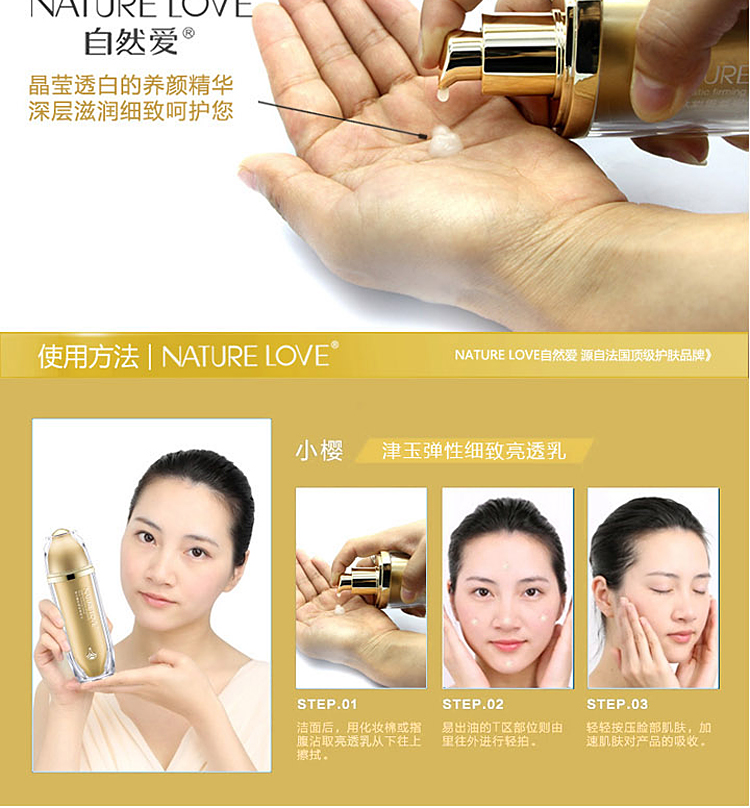 NATURE LOVE
自然爱®
晶莹透白的养颜精华
深层滋润细致呵护您
使用方法 | NATURE LOVE®
NATURE LOVE自然爱 源自法国顶级护肤品牌》
小樱 津玉弹性细致亮透乳
STEP.01
洁面后，用化妆棉或指
腹沾取亮透乳从下往上
擦拭。
STEP.02
易出油的T区部位则由
里往外进行轻拍。
STEP.03
轻轻按压脸部肌肤，加
速肌肤对产品的吸收。